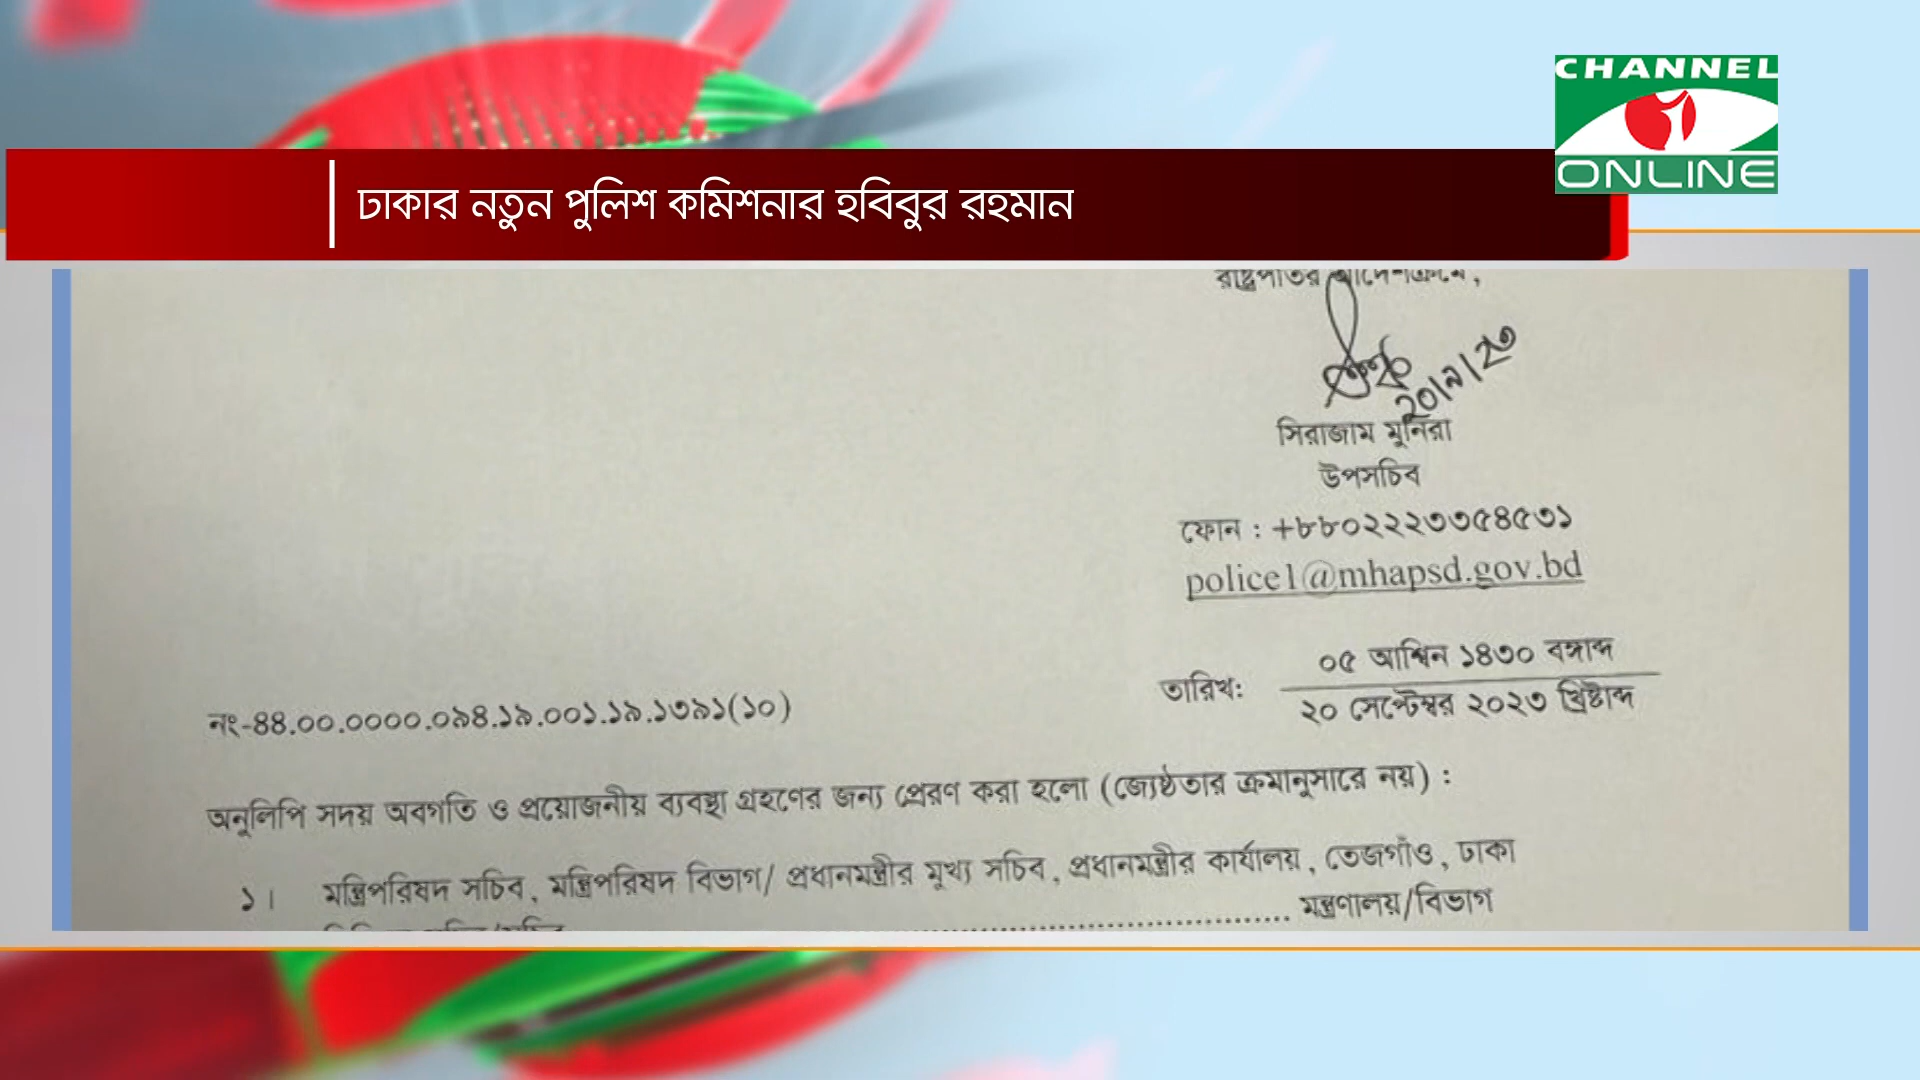 CHANNEL
ONLINE
ঢাকার নতুন পুলিশ কমিশনার হবিবুর রহমান
রাষ্ট্রপতির আদেশক্রমে,
২০/৯/২৩
সিরাজাম মুনিরা
উপসচিব
ফোন : +৮৮০২২২৩৩৫৪৫৩১
police1@mhapsd.gov.bd
নং-৪৪.০০.০০০০.০৯৪.১৯.০০১.১৯.১৩৯১(১০)
তারিখ:
০৫ আশ্বিন ১৪৩০ বঙ্গাব্দ
২০ সেপ্টেম্বর ২০২৩ খ্রিষ্টাব্দ
অনুলিপি সদয় অবগতি ও প্রয়োজনীয় ব্যবস্থা গ্রহণের জন্য প্রেরণ করা হলো (জ্যেষ্ঠতার ক্রমানুসারে নয়) :
১। মন্ত্রিপরিষদ সচিব, মন্ত্রিপরিষদ বিভাগ/ প্রধানমন্ত্রীর মুখ্য সচিব, প্রধানমন্ত্রীর কার্যালয়, তেজগাঁও, ঢাকা
মন্ত্রণালয়/বিভাগ